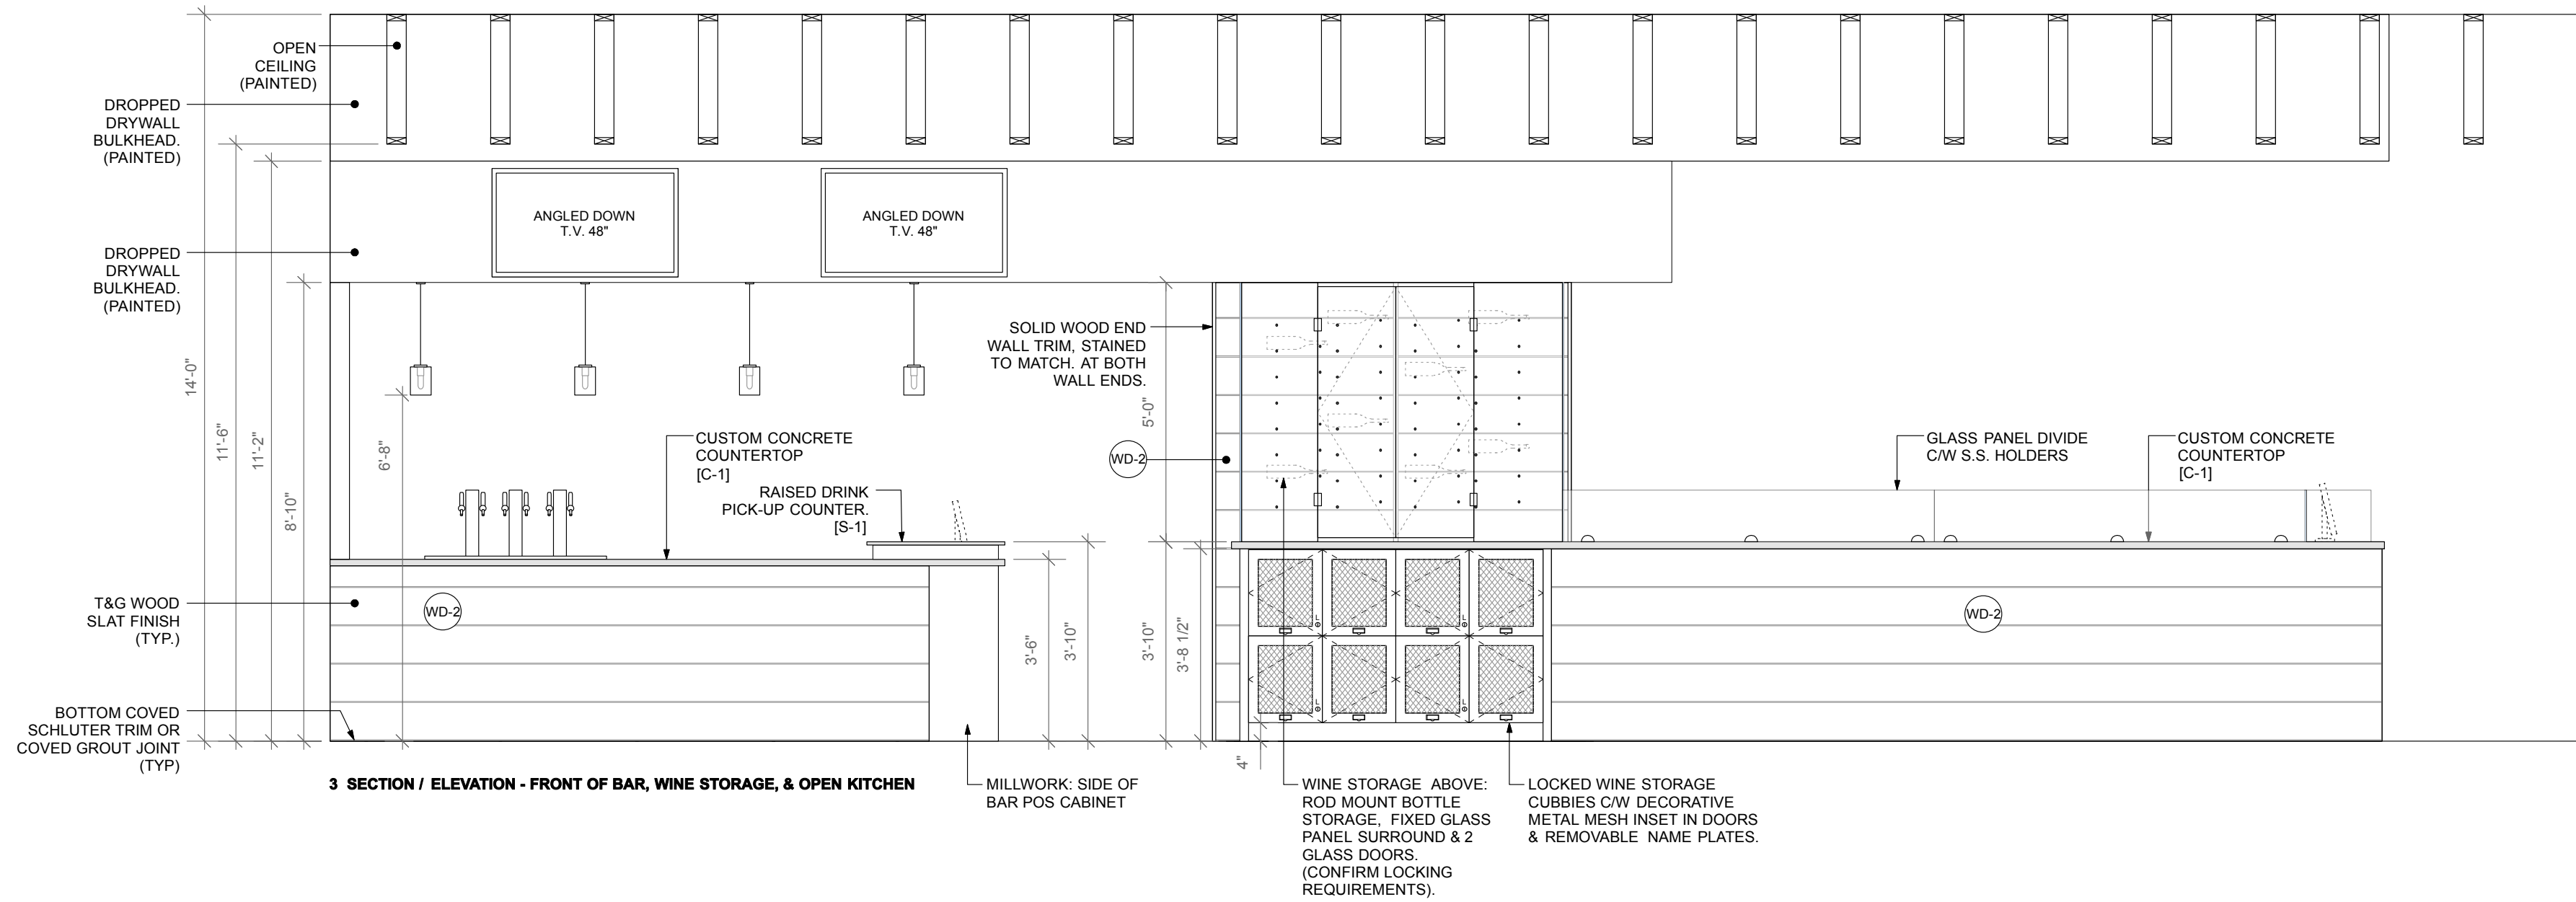 OPEN
CEILING
(PAINTED)
DROPPED
DRYWALL
BULKHEAD.
(PAINTED)
ANGLED DOWN
T.V. 48"
ANGLED DOWN
T.V. 48"
DROPPED
DRYWALL
BULKHEAD.
(PAINTED)
14'-0"
11'-6"
11'-2"
8'-10"
6'-8"
SOLID WOOD END
WALL TRIM, STAINED
TO MATCH. AT BOTH
WALL ENDS.
5'-0"
WD-2
CUSTOM CONCRETE
COUNTERTOP
[C-1]
RAISED DRINK
PICK-UP COUNTER.
[S-1]
GLASS PANEL DIVIDE
C/W S.S. HOLDERS
CUSTOM CONCRETE
COUNTERTOP
[C-1]
T&G WOOD
SLAT FINISH
(TYP.)
WD-2
3'-6"
3'-10"
3'-10"
3'-8 1/2"
4"
WD-2
BOTTOM COVED
SCHLUTER TRIM OR
COVED GROUT JOINT
(TYP)
3 SECTION / ELEVATION - FRONT OF BAR, WINE STORAGE, & OPEN KITCHEN
MILLWORK: SIDE OF
BAR POS CABINET
WINE STORAGE ABOVE:
ROD MOUNT BOTTLE
STORAGE, FIXED GLASS
PANEL SURROUND & 2
GLASS DOORS.
(CONFIRM LOCKING
REQUIREMENTS).
LOCKED WINE STORAGE
CUBBIES C/W DECORATIVE
METAL MESH INSET IN DOORS
& REMOVABLE NAME PLATES.